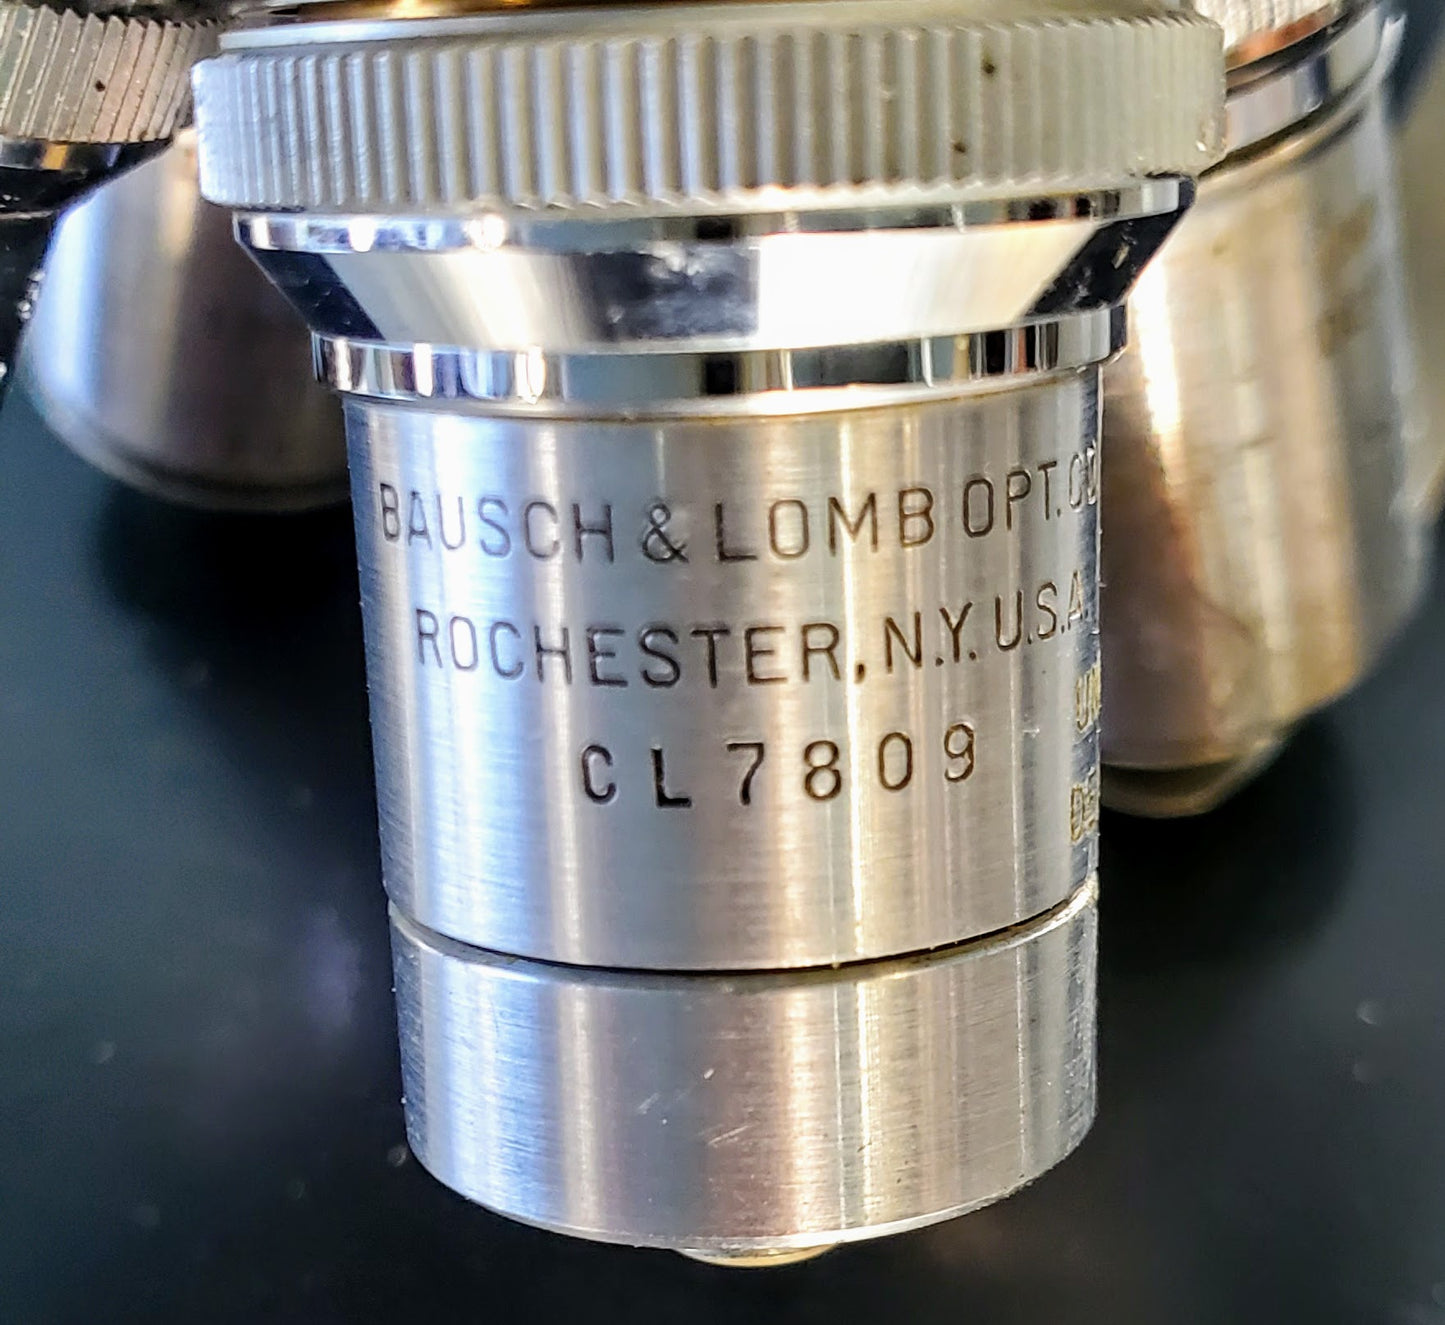 BAUSCH & LOMB OPT. CO
ROCHESTER, N.Y. U.S.A.
CL7809